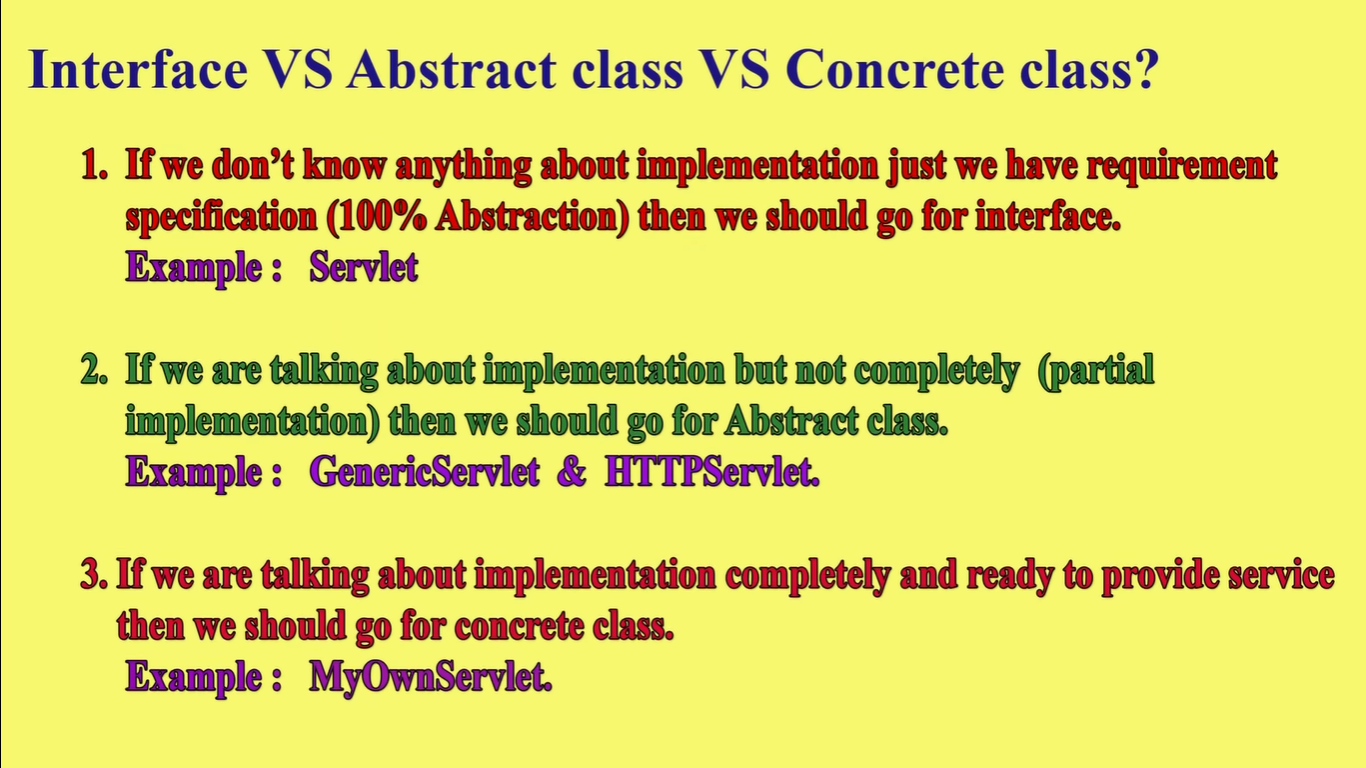 Interface VS Abstract class VS Concrete class?
1. If we don’t know anything about implementation just we have requirement
specification (100% Abstraction) then we should go for interface.
Example : Servlet
2. If we are talking about implementation but not completely (partial
implementation) then we should go for Abstract class.
Example : GenericServlet & HTTPServlet.
3. If we are talking about implementation completely and ready to provide service
then we should go for concrete class.
Example : MyOwnServlet.